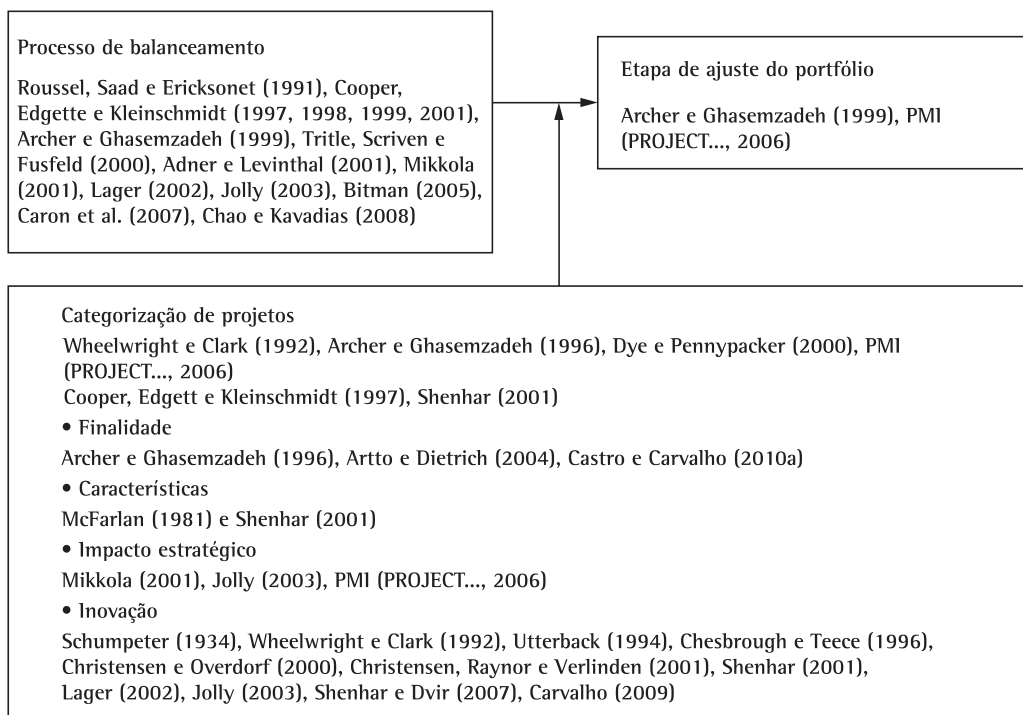 Processo de balanceamento
Roussel, Saad e Ericksonet (1991), Cooper,
Edgette e Kleinschmidt (1997, 1998, 1999, 2001),
Archer e Ghasemzadeh (1999), Tritle, Scriven e
Fusfeld (2000), Adner e Levinthal (2001), Mikkola
(2001), Lager (2002), Jolly (2003), Bitman (2005),
Caron et al. (2007), Chao e Kavadias (2008)
Etapa de ajuste do portfólio
Archer e Ghasemzadeh (1999), PMI
(PROJECT..., 2006)
Categorização de projetos
Wheelwright e Clark (1992), Archer e Ghasemzadeh (1996), Dye e Pennypacker (2000), PMI
(PROJECT..., 2006)
Cooper, Edgett e Kleinschmidt (1997), Shenhar (2001)
• Finalidade
Archer e Ghasemzadeh (1996), Artto e Dietrich (2004), Castro e Carvalho (2010a)
• Características
McFarlan (1981) e Shenhar (2001)
• Impacto estratégico
Mikkola (2001), Jolly (2003), PMI (PROJECT..., 2006)
• Inovação
Schumpeter (1934), Wheelwright e Clark (1992), Utterback (1994), Chesbrough e Teece (1996),
Christensen e Overdorf (2000), Christensen, Raynor e Verlinden (2001), Shenhar (2001),
Lager (2002), Jolly (2003), Shenhar e Dvir (2007), Carvalho (2009)